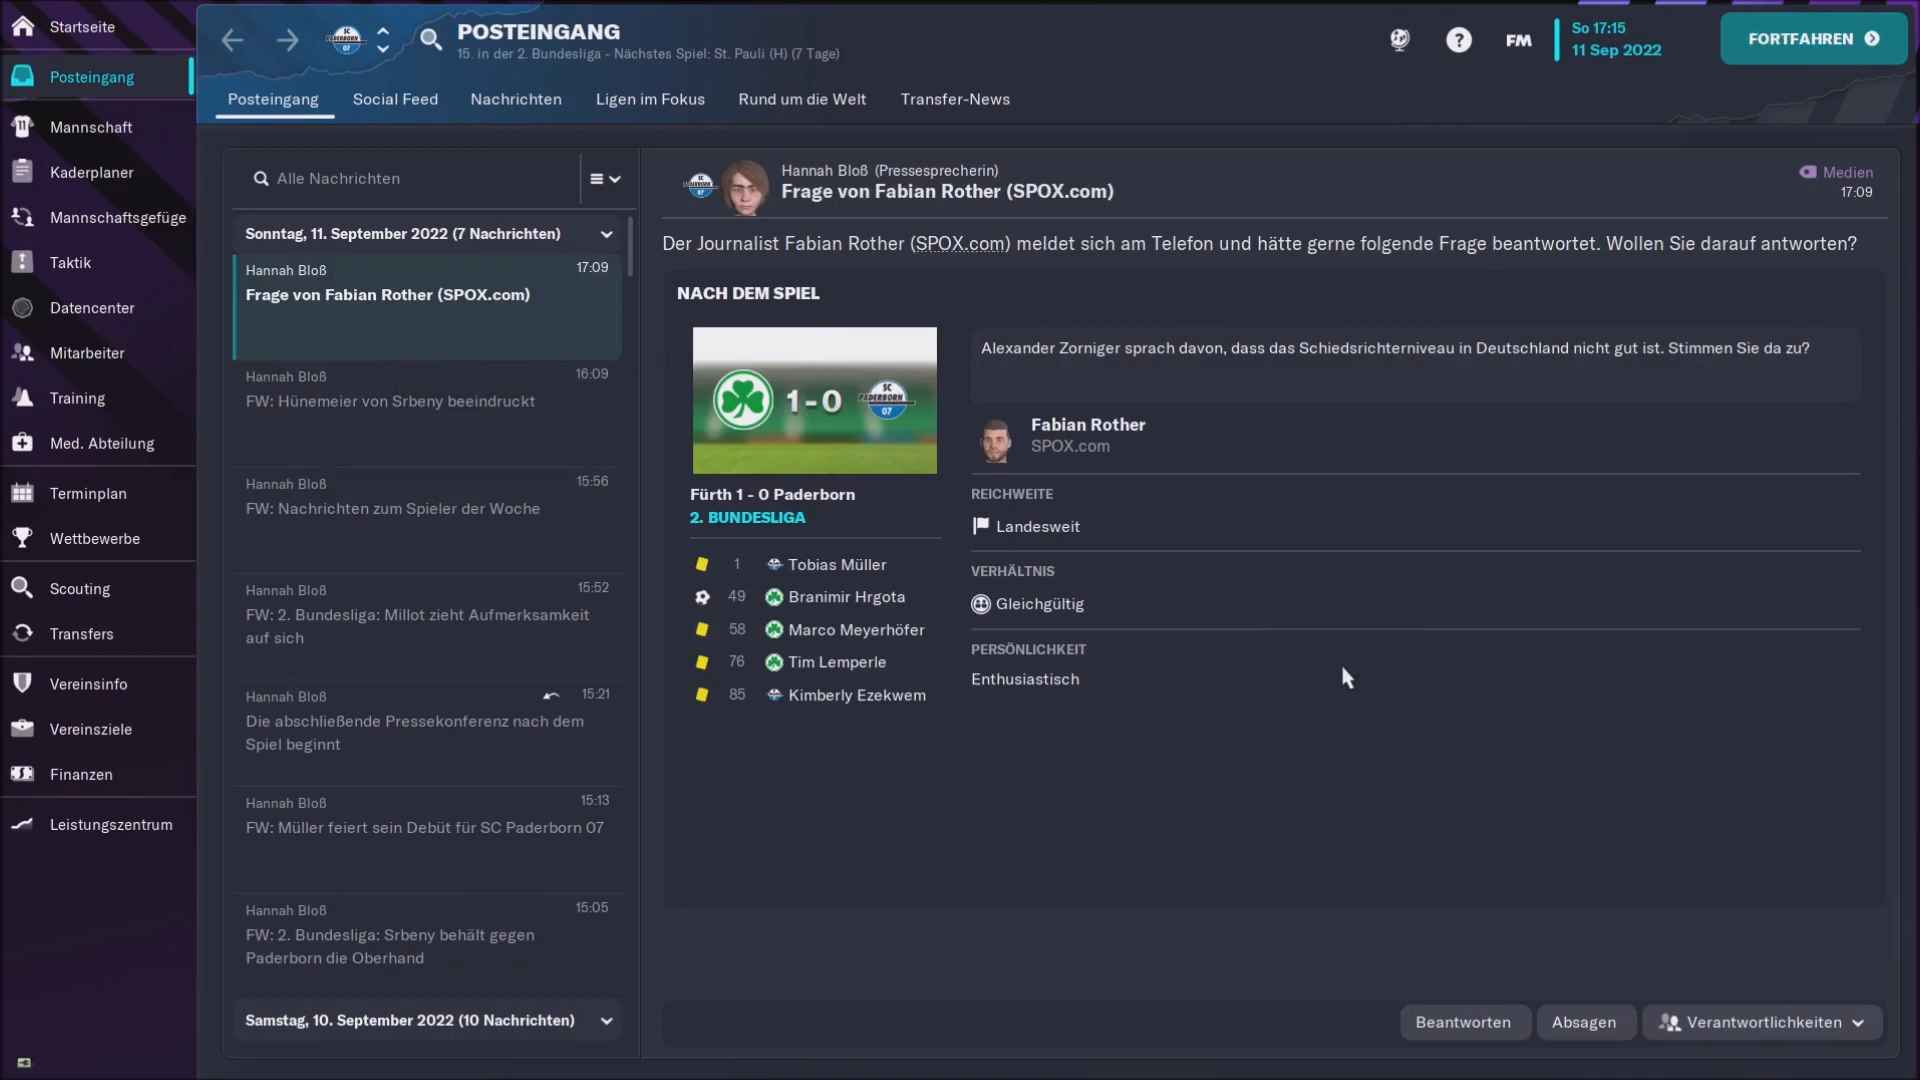 Startseite
Posteingang
Mannschaft
Kaderplaner
Mannschaftsgefüge
Taktik
Datencenter
Mitarbeiter
Training
Med. Abteilung
Terminplan
Wettbewerbe
Scouting
Transfers
Vereinsinfo
Vereinsziele
Finanzen
Leistungszentrum
POSTEINGANG
15. in der 2. Bundesliga - Nächstes Spiel: St. Pauli (H) (7 Tage)
FM
So 17:15
11 Sep 2022
FORTFAHREN
Posteingang Social Feed Nachrichten Ligen im Fokus Rund um die Welt Transfer-News
Alle Nachrichten
Sonntag, 11. September 2022 (7 Nachrichten)
Hannah Bloß 17:09
Frage von Fabian Rother (SPOX.com)
Hannah Bloß 16:09
FW: Hünemeier von Srbeny beeindruckt
Hannah Bloß 15:56
FW: Nachrichten zum Spieler der Woche
Hannah Bloß 15:52
FW: 2. Bundesliga: Millot zieht Aufmerksamkeit
auf sich
Hannah Bloß 15:21
Die abschließende Pressekonferenz nach dem
Spiel beginnt
Hannah Bloß 15:13
FW: Müller feiert sein Debüt für SC Paderborn 07
Hannah Bloß 15:05
FW: 2. Bundesliga: Srbeny behält gegen
Paderborn die Oberhand
Samstag, 10. September 2022 (10 Nachrichten)
Hannah Bloß (Pressesprecherin)
Frage von Fabian Rother (SPOX.com)
Medien
17:09
Der Journalist Fabian Rother (SPOX.com) meldet sich am Telefon und hätte gerne folgende Frage beantwortet. Wollen Sie darauf antworten?
NACH DEM SPIEL
1 - 0
SC
PADERBORN
07
Fürth 1 - 0 Paderborn
2. BUNDESLIGA
1 Tobias Müller
49 Branimir Hrgota
58 Marco Meyerhöfer
76 Tim Lemperle
85 Kimberly Ezekwem
Alexander Zorniger sprach davon, dass das Schiedsrichterniveau in Deutschland nicht gut ist. Stimmen Sie da zu?
Fabian Rother
SPOX.com
REICHWEITE
Landesweit
VERHÄLTNIS
Gleichgültig
PERSÖNLICHKEIT
Enthusiastisch
Beantworten Absagen Verantwortlichkeiten